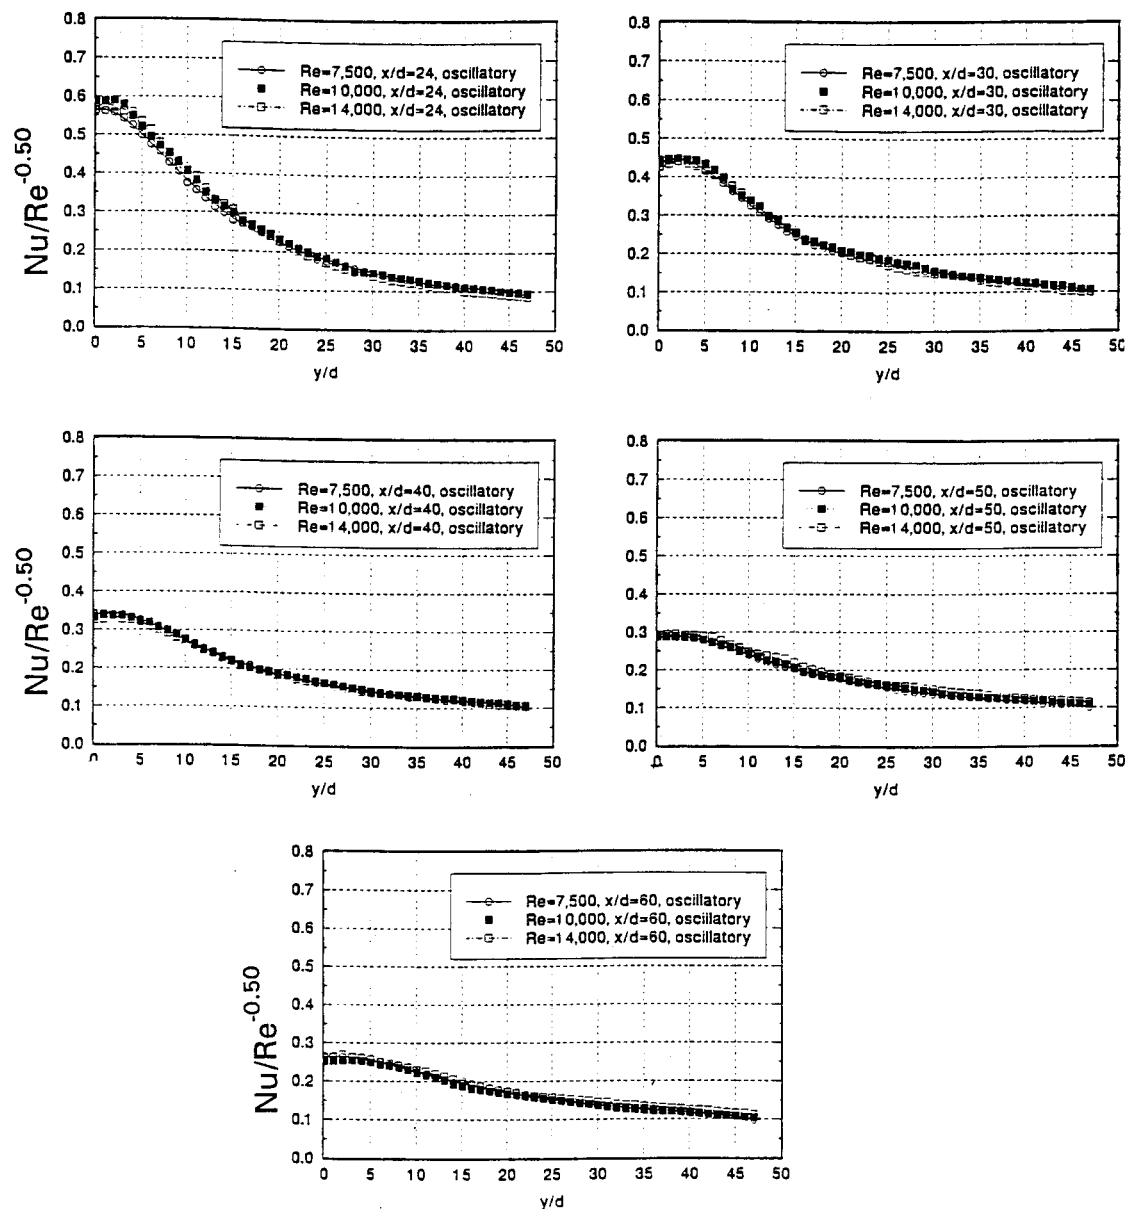 0.8
0.7
0.6
0.5
0.4
0.3
0.2
0.1
0.0
Nu/Re^-0.50
Re=7,500, x/d=24, oscillatory
Re=10,000, x/d=24, oscillatory
Re=14,000, x/d=24, oscillatory
0 5 10 15 20 25 30 35 40 45 50
y/d
0.8
0.7
0.6
0.5
0.4
0.3
0.2
0.1
0.0
Re=7,500, x/d=30, oscillatory
Re=10,000, x/d=30, oscillatory
Re=14,000, x/d=30, oscillatory
0 5 10 15 20 25 30 35 40 45 50
y/d
0.8
0.7
0.6
0.5
0.4
0.3
0.2
0.1
0.0
Nu/Re^-0.50
Re=7,500, x/d=40, oscillatory
Re=10,000, x/d=40, oscillatory
Re=14,000, x/d=40, oscillatory
0 5 10 15 20 25 30 35 40 45 50
y/d
0.8
0.7
0.6
0.5
0.4
0.3
0.2
0.1
0.0
Re=7,500, x/d=50, oscillatory
Re=10,000, x/d=50, oscillatory
Re=14,000, x/d=50, oscillatory
0 5 10 15 20 25 30 35 40 45 50
y/d
0.8
0.7
0.6
0.5
0.4
0.3
0.2
0.1
0.0
Nu/Re^-0.50
Re=7,500, x/d=60, oscillatory
Re=10,000, x/d=60, oscillatory
Re=14,000, x/d=60, oscillatory
0 5 10 15 20 25 30 35 40 45 50
y/d